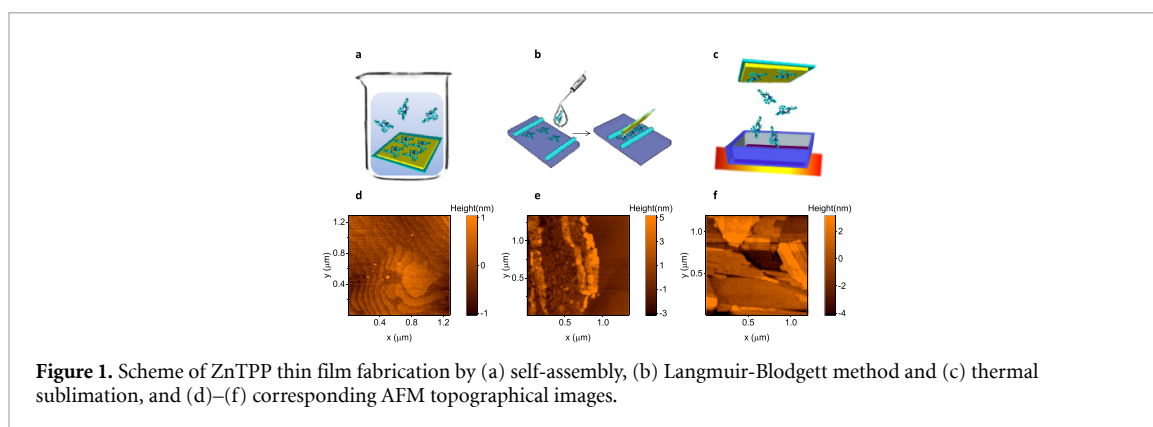 a
b
c
d
e
f
Height(nm)
Height(nm)
Height(nm)
1.2
0.8
0.4
y (µm)
0.4
0.8
1.2
x (µm)
1
0
-1
1.0
0.5
y (µm)
0.5
1.0
x (µm)
5
3
1
-1
-3
1.0
0.5
y (µm)
0.5
1.0
x (µm)
2
0
-2
-4
Figure 1. Scheme of ZnTPP thin film fabrication by (a) self-assembly, (b) Langmuir-Blodgett method and (c) thermal
sublimation, and (d)–(f) corresponding AFM topographical images.